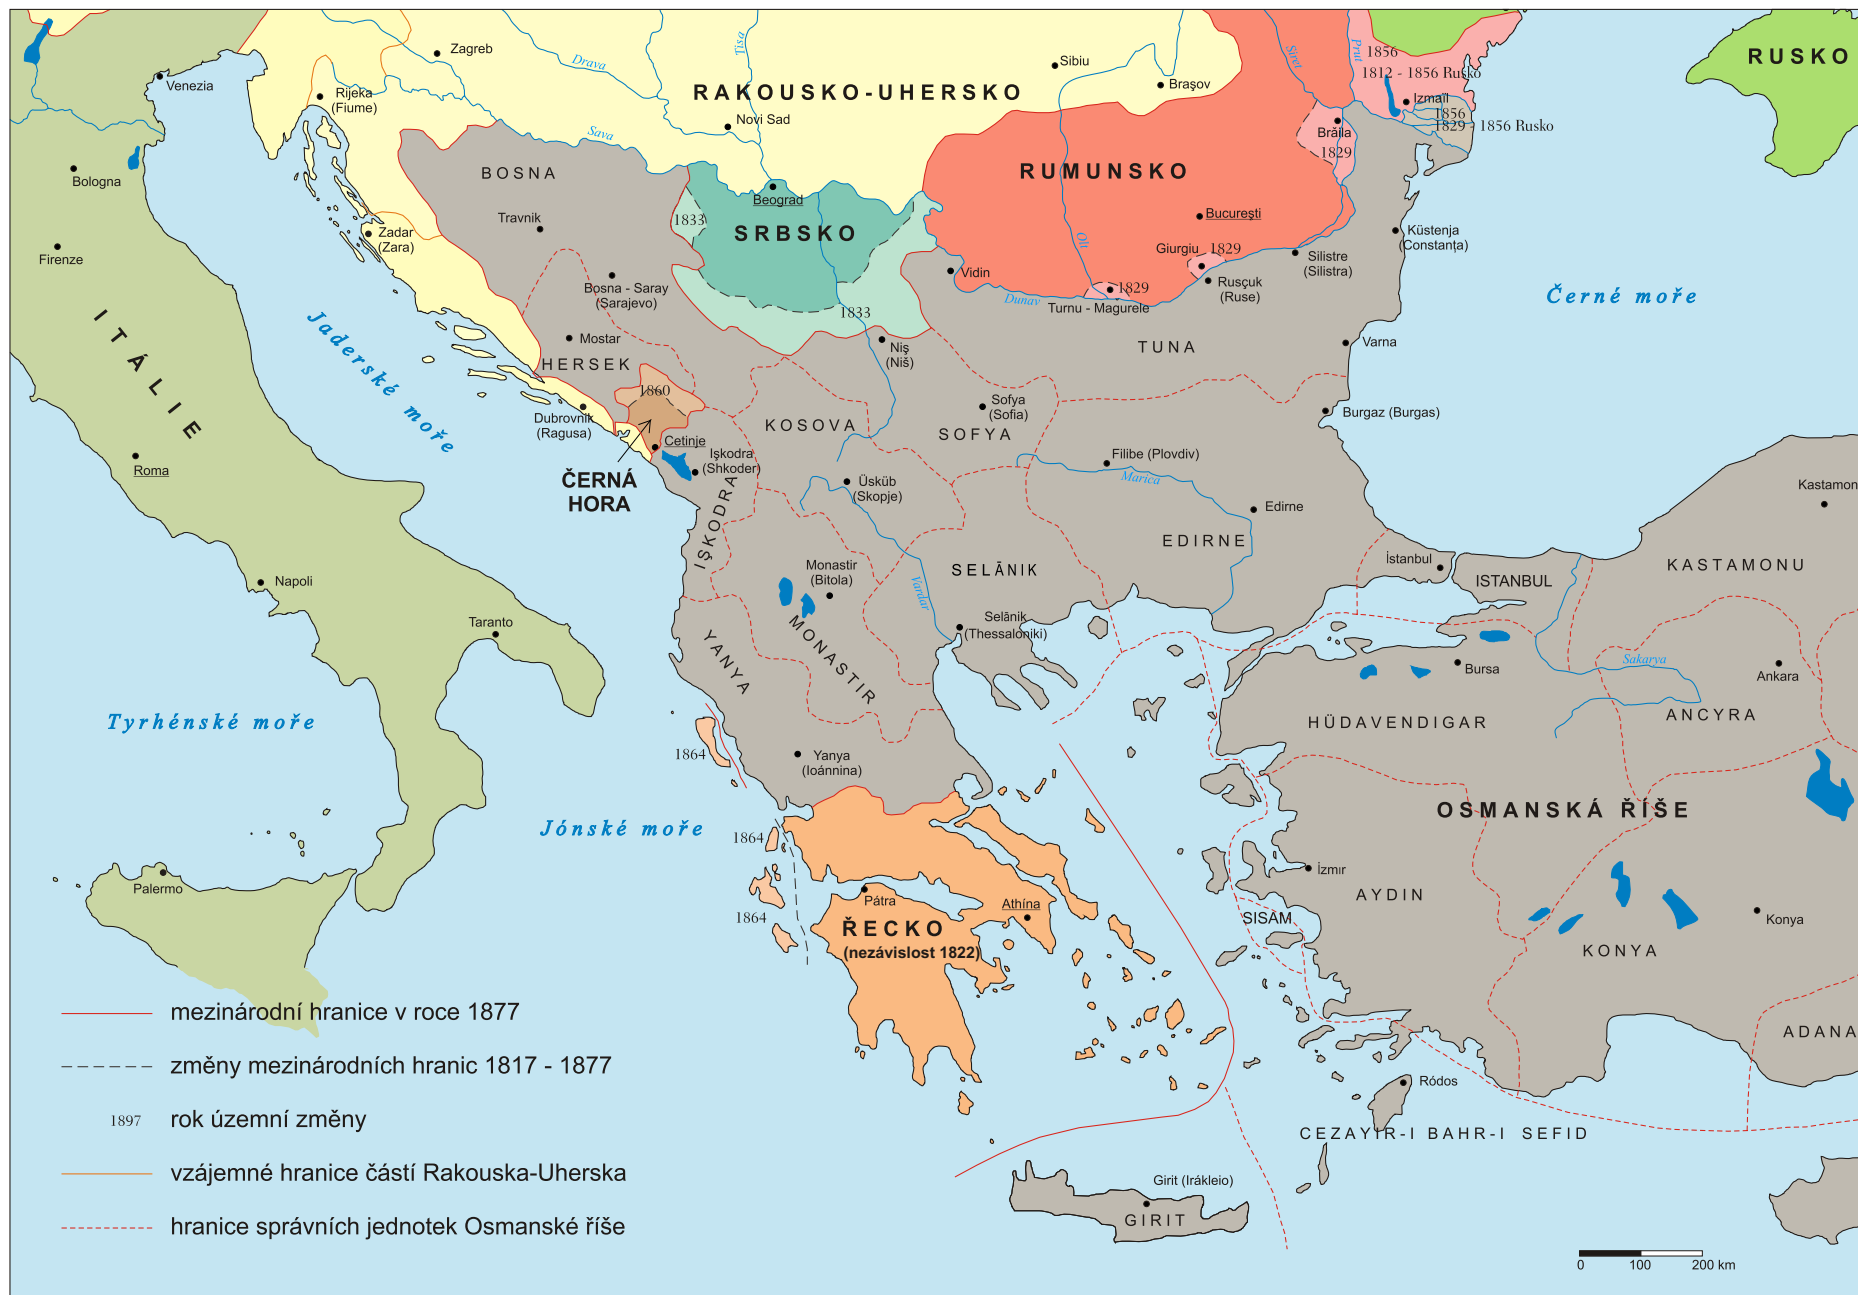 Zagreb
Drava
Tisa
Sibiu
Siret
Prut
1856
RUSKO
Venezia
Rijeka
(Fiume)
RAKOUSKO-UHERSKO
Braşov
1812 - 1856 Rusko
Izmaïl
1856
1829 - 1856 Rusko
Novi Sad
Sava
Brăila
1829
Bologna
BOSNA
Beograd
RUMUNSKO
Travnik
1833
SRBSKO
Bucureşti
Zadar
(Zara)
Olt
Küstenja
(Constanţa)
Firenze
Giurgiu
1829
Silistre
(Silistra)
Vidin
Bosna - Saray
(Sarajevo)
Rusçuk
(Ruse)
1829
Dunav
Turnu - Magurele
1833
Černé moře
ITÁLIE
Jaderské moře
Mostar
Niş
(Niš)
TUNA
Varna
HERSEK
1860
Sofya
(Sofia)
Dubrovnik
(Ragusa)
KOSOVA
SOFYA
Burgaz (Burgas)
Cetinje
Işkodra
(Shkoder)
Filibe (Plovdiv)
Marica
Roma
ČERNÁ
HORA
Üsküb
(Skopje)
Kastamon
IŞKODRA
Edirne
EDIRNE
Monastir
(Bitola)
SELĀNIK
İstanbul
ISTANBUL
KASTAMONU
Napoli
Vardar
Taranto
Selānik
(Thessaloniki)
YANYA
MONASTIR
Bursa
Sakarya
Ankara
Tyrhénské moře
HÜDAVENDIGAR
ANCYRA
1864
Yanya
(Ioánnina)
OSMANSKÁ ŘÍŠE
Jónské moře
1864
Palermo
Pátra
Athína
İzmır
AYDIN
1864
ŘECKO
(nezávislost 1822)
SISAM
Konya
KONYA
mezinárodní hranice v roce 1877
ADANA
změny mezinárodních hranic 1817 - 1877
Ródos
1897
rok územní změny
CEZAYIR-I BAHR-I SEFID
vzájemné hranice částí Rakouska-Uherska
Girit (Irákleio)
GIRIT
hranice správních jednotek Osmanské říše
0 100 200 km